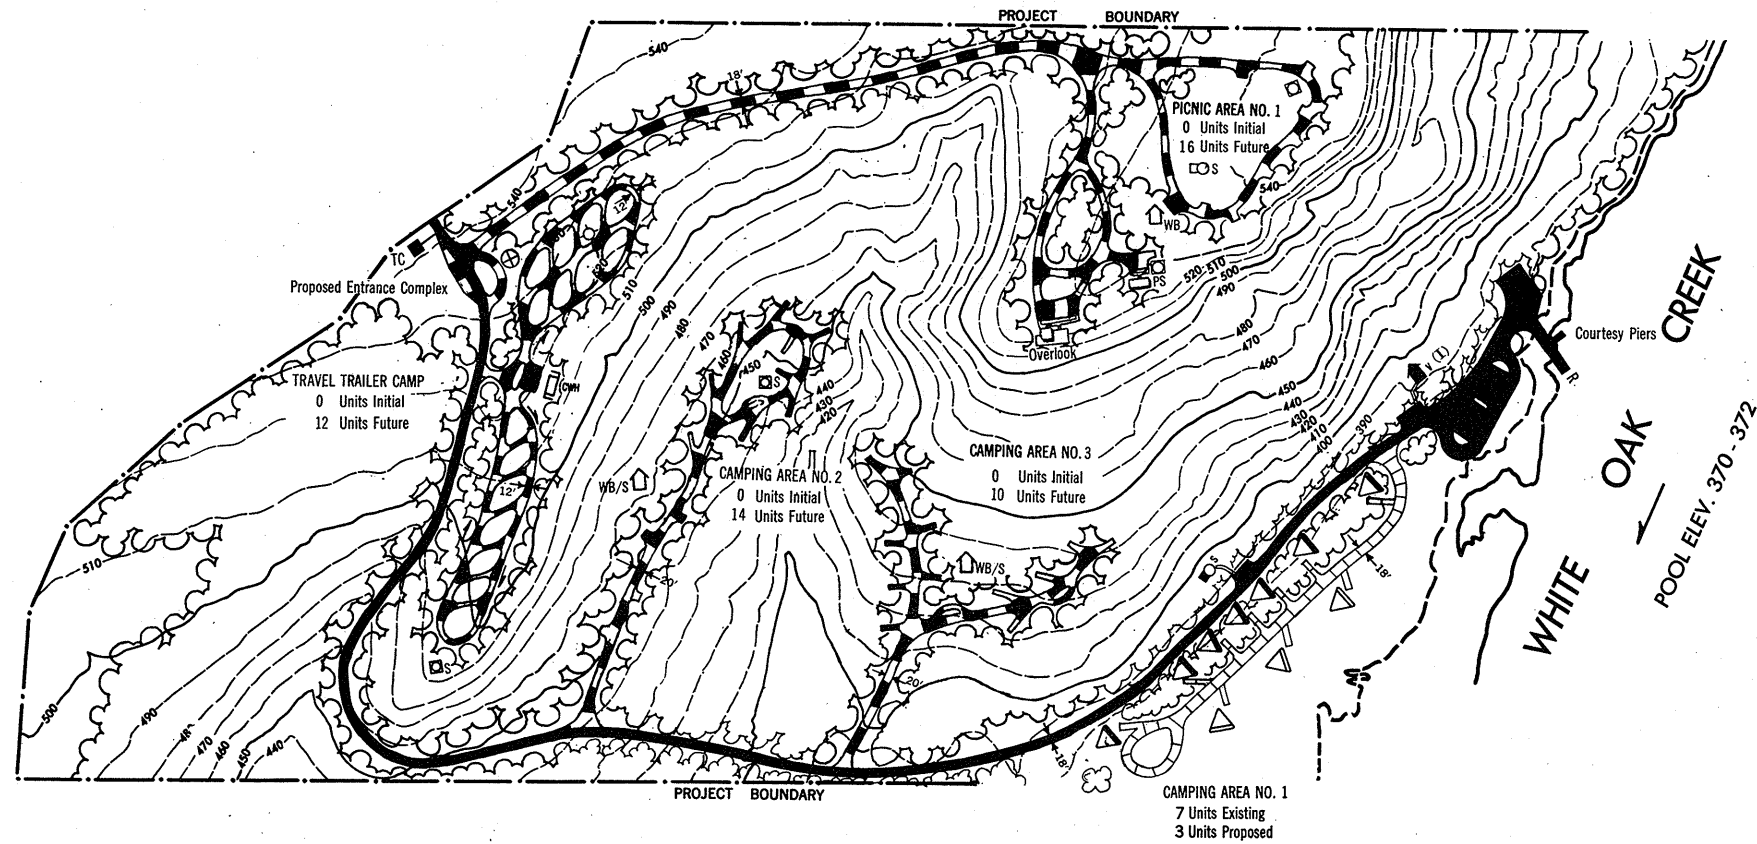 PROJECT BOUNDARY
540
18'
PICNIC AREA NO. 1
0 Units Initial
16 Units Future
S
540
540
12'
WB
TC
Proposed Entrance Complex
510
500
490
480
470
460
450
S
440
430
420
PS
520
510
500
490
480
470
460
450
440
430
420
410
400
390
Overlook
V (I)
Courtesy Piers
R
WHITE OAK CREEK
POOL ELEV. 370 - 372
TRAVEL TRAILER CAMP
0 Units Initial
12 Units Future
CWH
12'
WB/S
CAMPING AREA NO. 2
0 Units Initial
14 Units Future
CAMPING AREA NO. 3
0 Units Initial
10 Units Future
WB/S
S
18'
20'
20'
S
510
500
490
470
460
450
440
18'
PROJECT BOUNDARY
CAMPING AREA NO. 1
7 Units Existing
3 Units Proposed